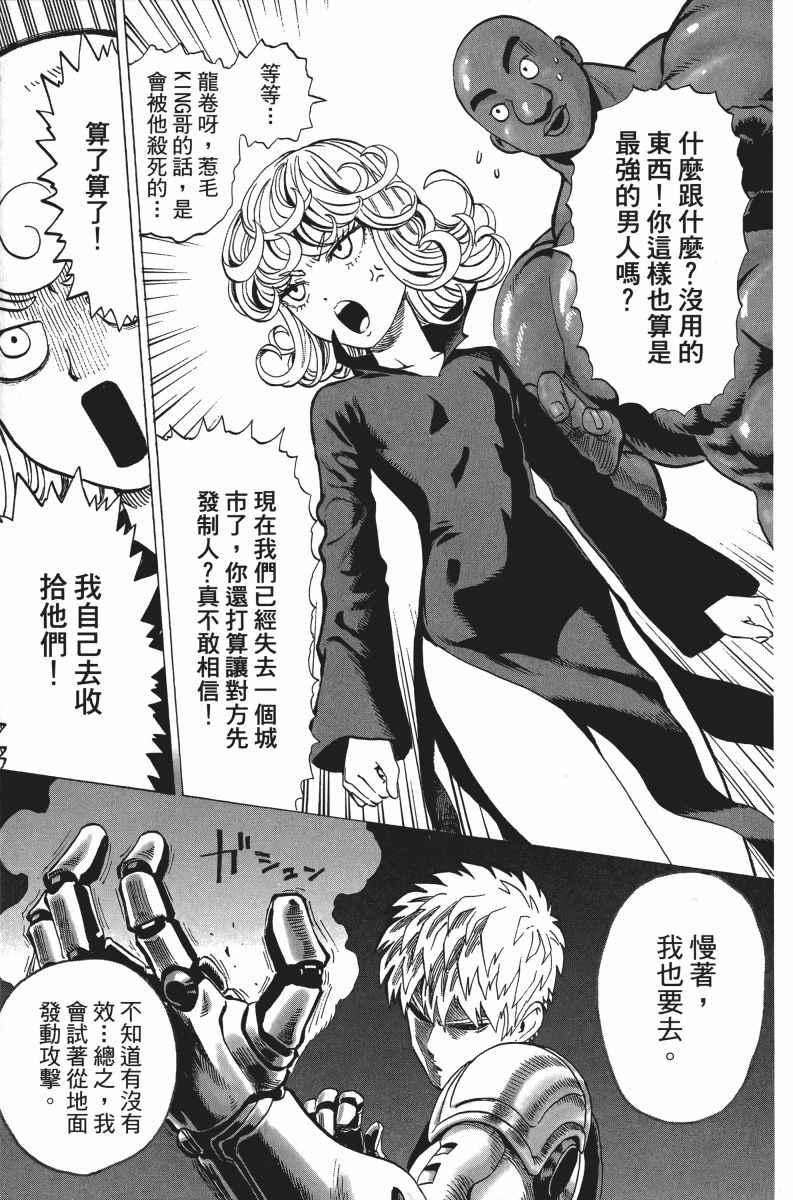 什麼跟什麼？沒用的
東西！你這樣也算是
最強的男人嗎？
等等…
龍卷呀，惹毛
KING哥的話，是
會被他殺死的…
現在我們已經失去一個城
市了，你還打算讓對方先
發制人？真不敢相信！
算了算了！
我自己去收
拾他們！
慢著，
我也要去。
ガシュン
不知道有沒有
效…總之，我
會試著從地面
發動攻擊。